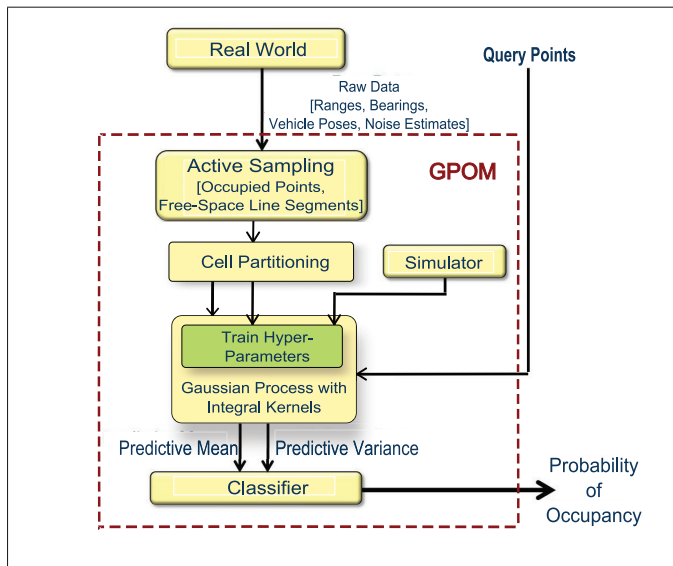 Real World
Query Points
Raw Data
[Ranges, Bearings,
Vehicle Poses, Noise Estimates]
GPOM
Active Sampling
[Occupied Points,
Free-Space Line Segments]
Cell Partitioning
Simulator
Train Hyper-
Parameters
Gaussian Process with
Integral Kernels
Predictive Mean
Predictive Variance
Classifier
Probability
of
Occupancy